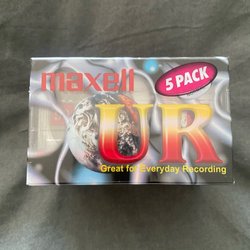 maxell
5 PACK
UR
Great for Everyday Recording